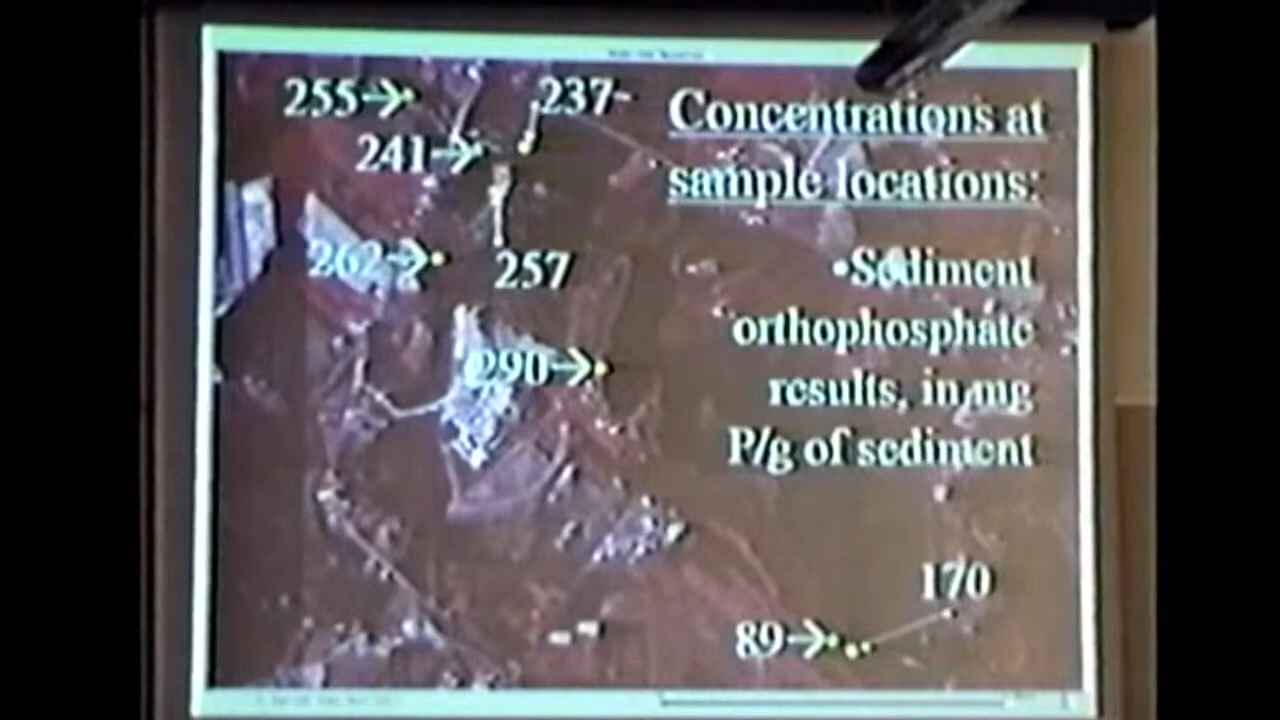 255→ 237-
241→
262→ 257
290→
Concentrations at
sample locations:
•Sediment
orthophosphate
results, in mg
P/g of sediment
170
89→